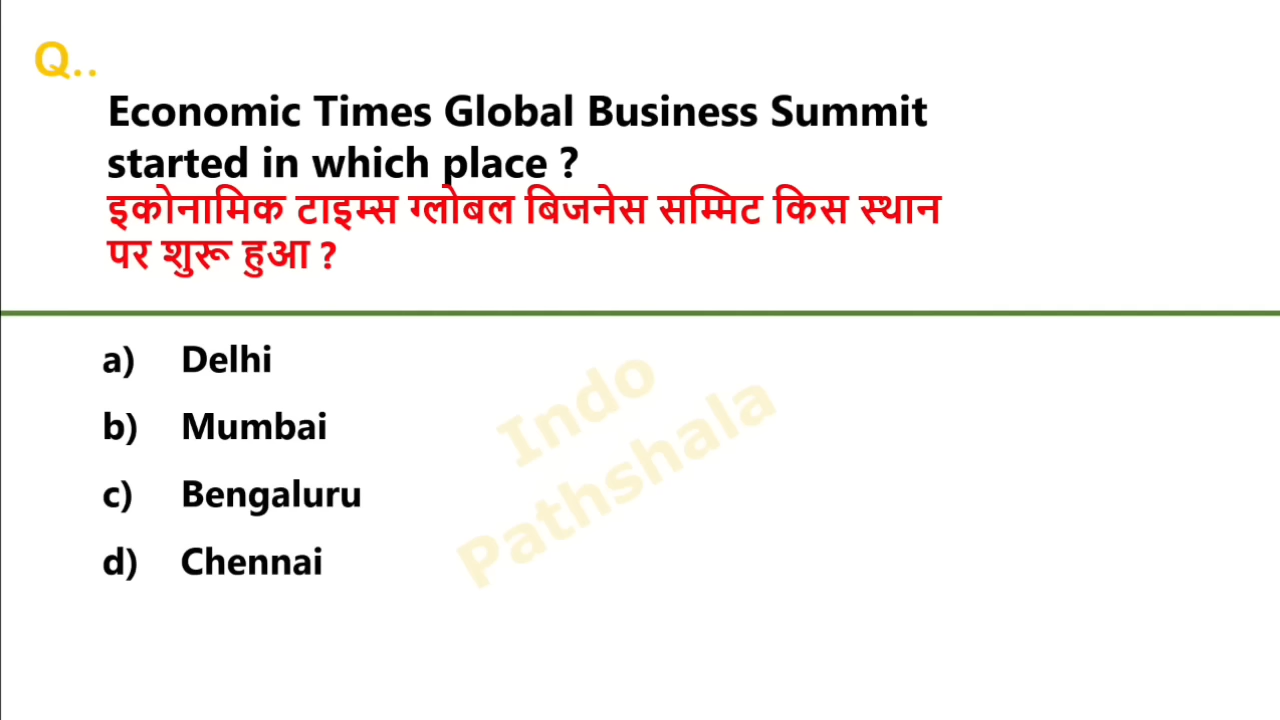 Q..
Economic Times Global Business Summit
started in which place ?
इकोनामिक टाइम्स ग्लोबल बिजनेस सम्मिट किस स्थान
पर शुरू हुआ ?
a) Delhi
b) Mumbai
c) Bengaluru
d) Chennai
Indo
Pathshala